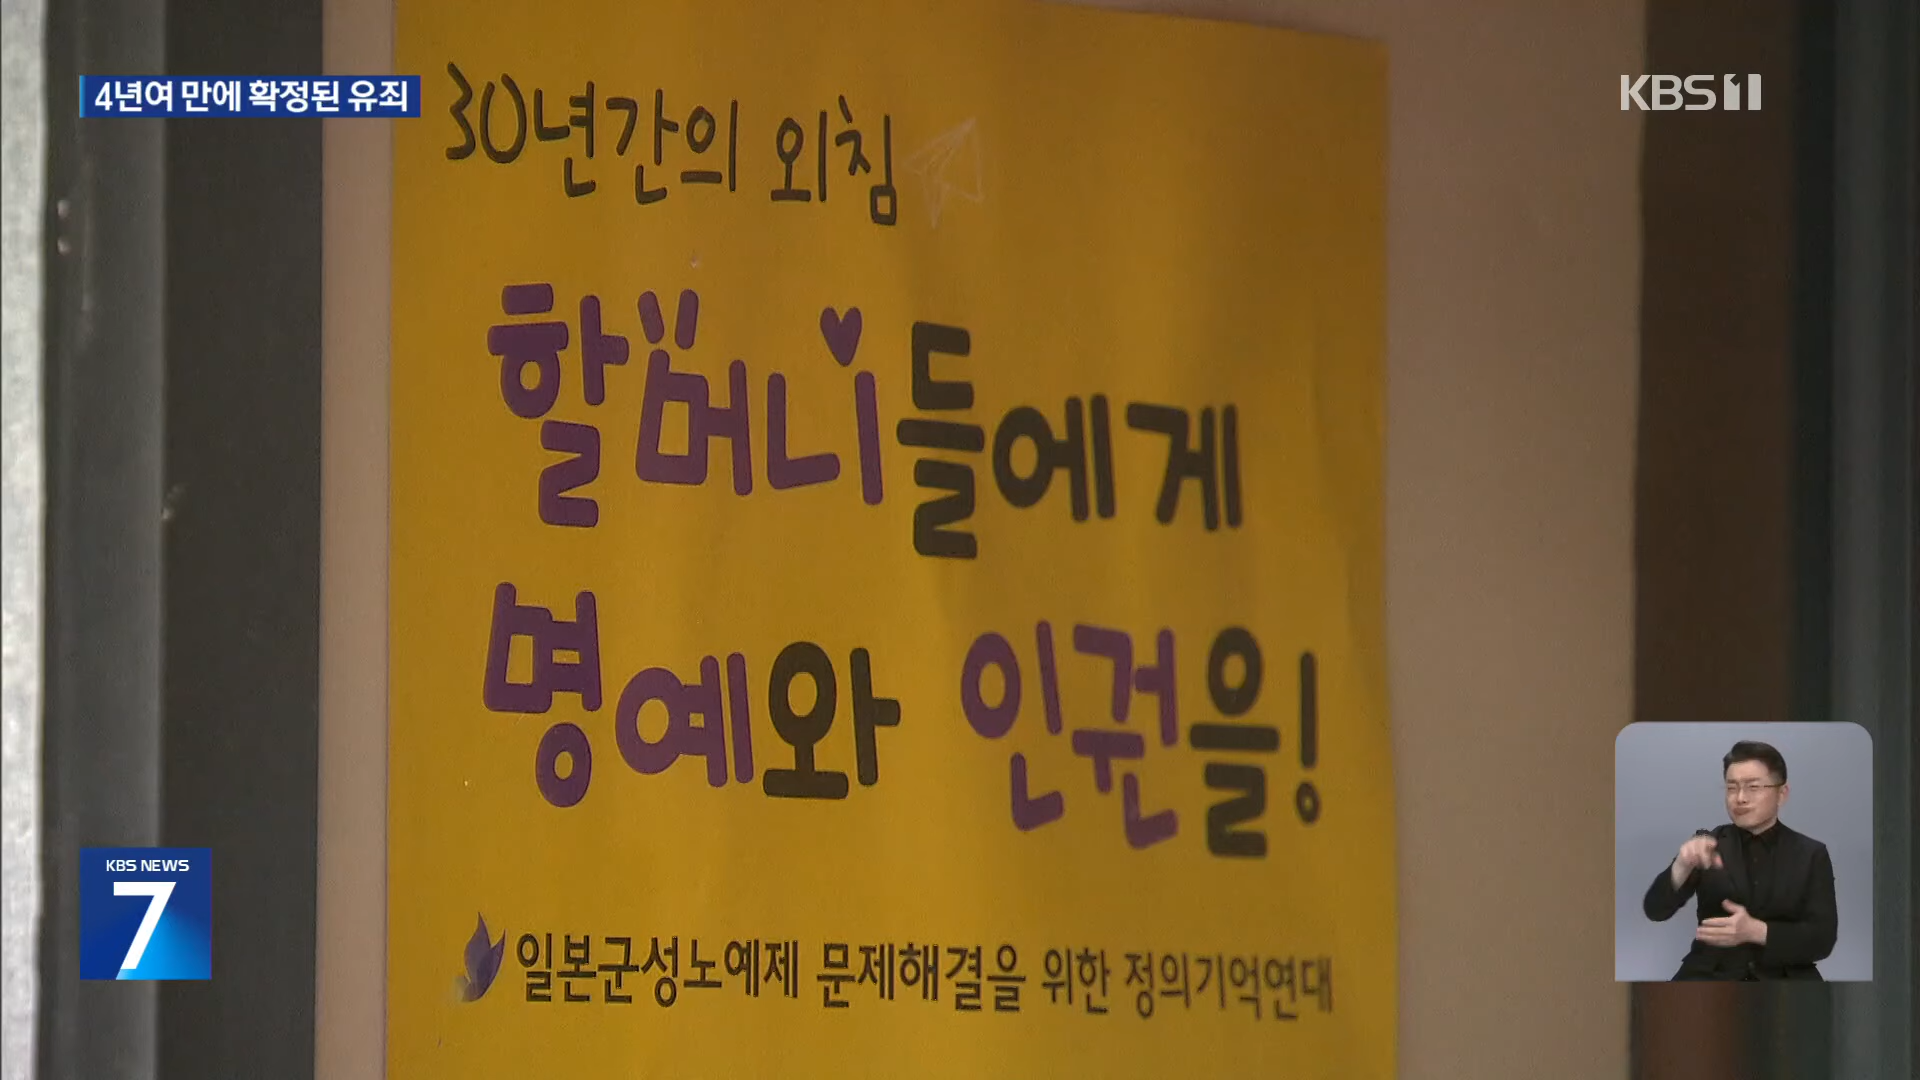 4년여 만에 확정된 유죄
KBS 1
30년간의 외침
할머니들에게
명예와 인권을!
일본군성노예제 문제해결을 위한 정의기억연대
KBS NEWS
7